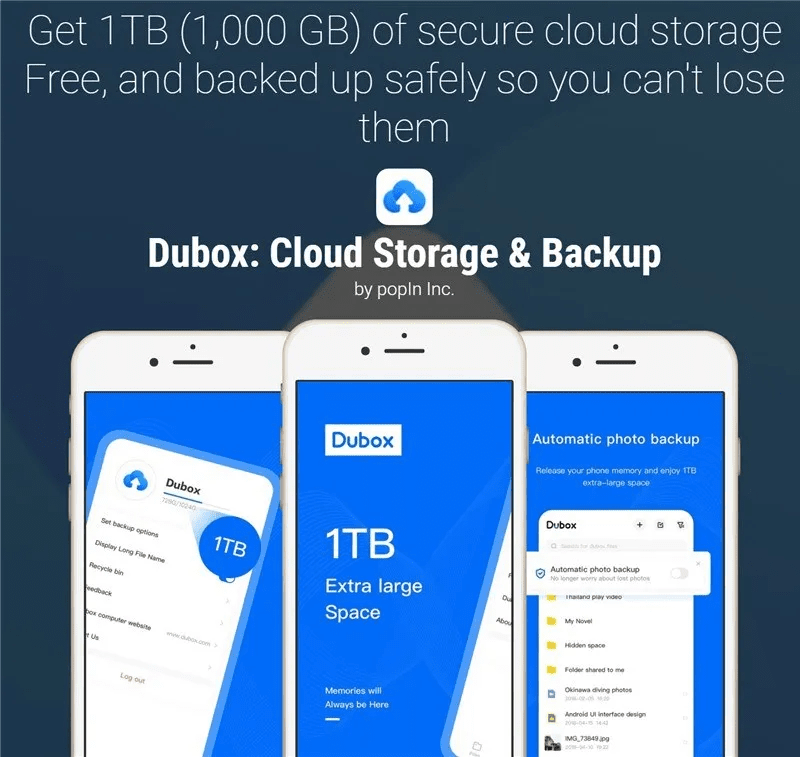 Get 1TB (1,000 GB) of secure cloud storage
Free, and backed up safely so you can't lose
them
Dubox: Cloud Storage & Backup
by popIn Inc.
Dubox
1TB
Set backup options
Display Long File Name
Recycle bin
eedback
box computer website
www.dubox.com
t Us
Log out
Dubox
1TB
Extra large
Space
Memories will
Always be Here
Abou
Automatic photo backup
Release your phone memory and enjoy 1TB
extra-large space
Dubox
Search for dubox files
Automatic photo backup
No longer worry about lost photos
Thailand play video
My Novel
Hidden space
Folder shared to me
Okinawa diving photos
Android UI interface design
IMG_73849.jpg